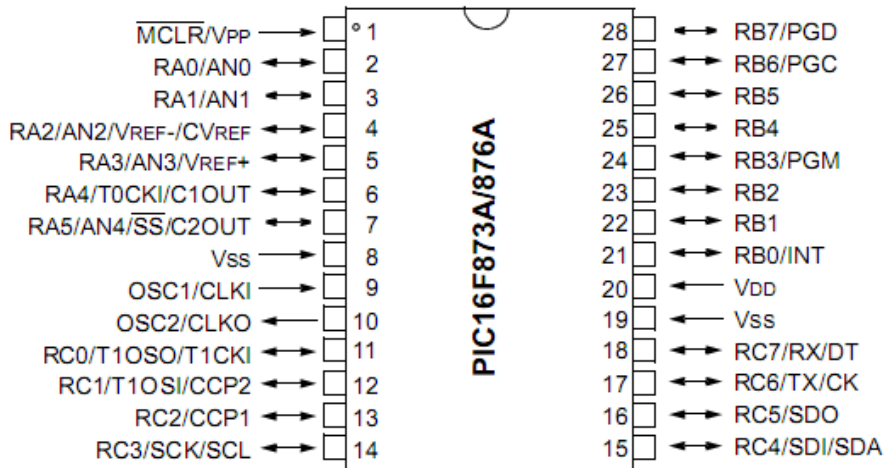 MCLR/VPP 1
RA0/AN0 2
RA1/AN1 3
RA2/AN2/VREF-/CVREF 4
RA3/AN3/VREF+ 5
RA4/T0CKI/C1OUT 6
RA5/AN4/SS/C2OUT 7
VSS 8
OSC1/CLKI 9
OSC2/CLKO 10
RC0/T1OSO/T1CKI 11
RC1/T1OSI/CCP2 12
RC2/CCP1 13
RC3/SCK/SCL 14
PIC16F873A/876A
28 RB7/PGD
27 RB6/PGC
26 RB5
25 RB4
24 RB3/PGM
23 RB2
22 RB1
21 RB0/INT
20 VDD
19 VSS
18 RC7/RX/DT
17 RC6/TX/CK
16 RC5/SDO
15 RC4/SDI/SDA